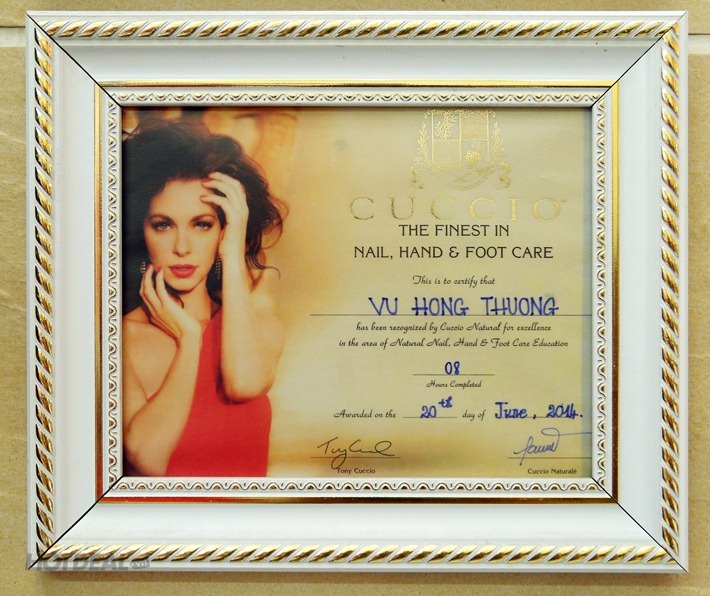 CUCCIO
THE FINEST IN
NAIL, HAND & FOOT CARE
This is to certify that
VU HONG THUONG
has been recognized by Cuccio Natural for excellence
in the area of Natural Nail, Hand & Foot Care Education
08
Hours Completed
Awarded on the 20th day of June, 2014.
Tony Cuccio
Cuccio Naturalé
HOTDEAL.vn